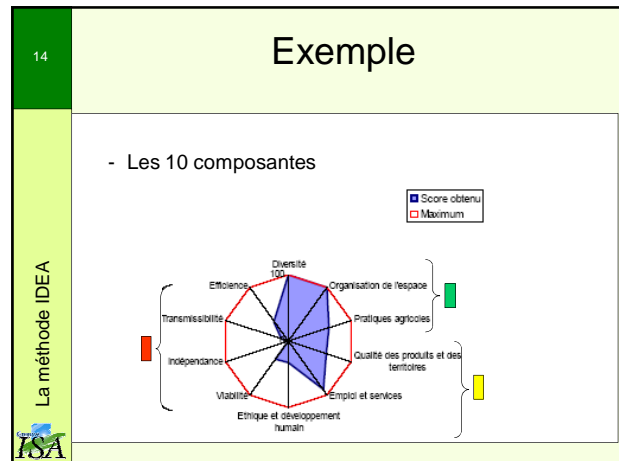 14
Exemple
La méthode IDEA
- Les 10 composantes
Score obtenu
Maximum
Diversité
100
Efficience
Organisation de l'espace
Transmissibilité
Pratiques agricoles
Indépendance
Qualité des produits et des
territoires
Viabilité
Emploi et services
Ethique et développement
humain
ISA